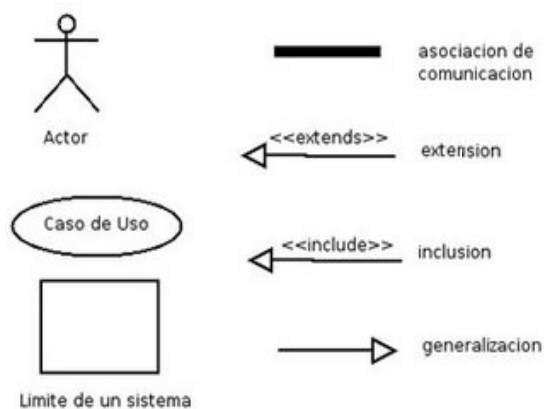 Actor
Caso de Uso
Limite de un sistema
asociacion de
comunicacion
<<extends>>
extension
<<include>>
inclusion
generalizacion